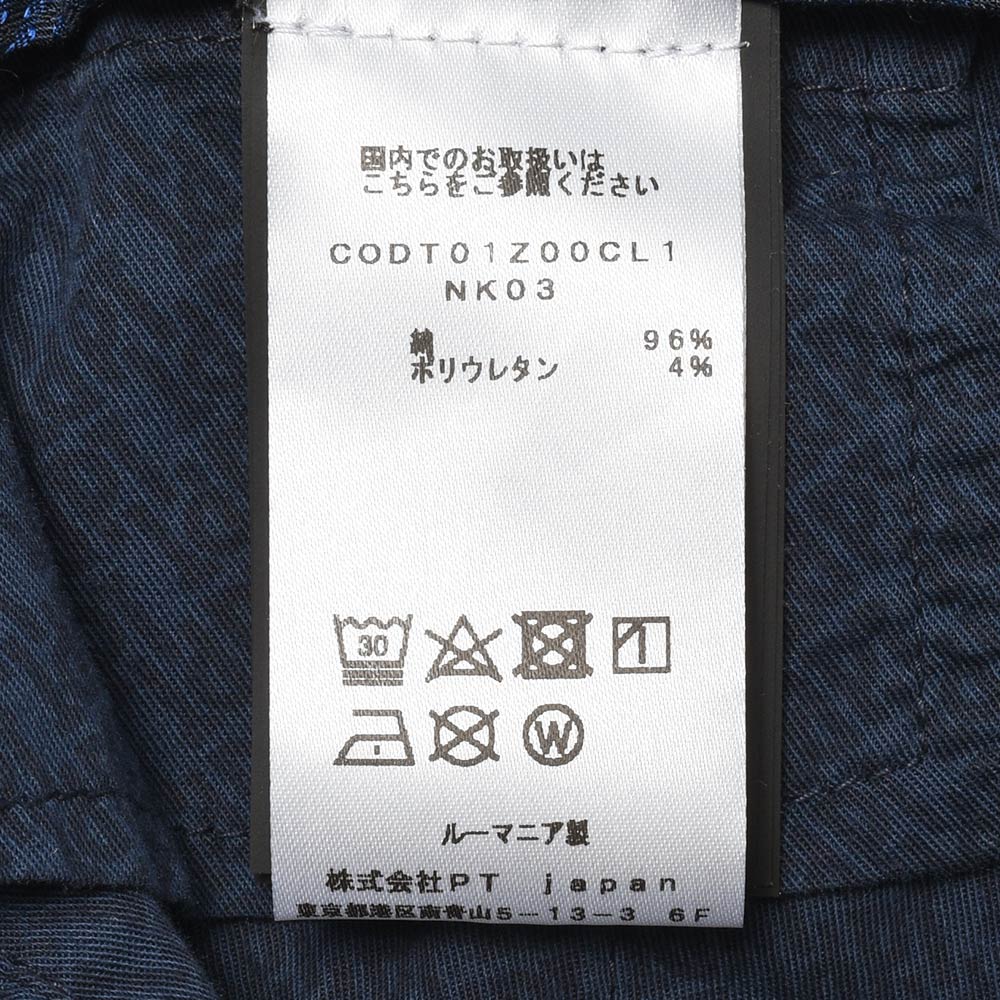 国内でのお取扱いは
こちらをご参照ください
CODT01Z00CL1
NK03
綿 96%
ポリウレタン 4%
30
W
ルーマニア製
株式会社PT japan
東京都港区南青山5-13-3 6F